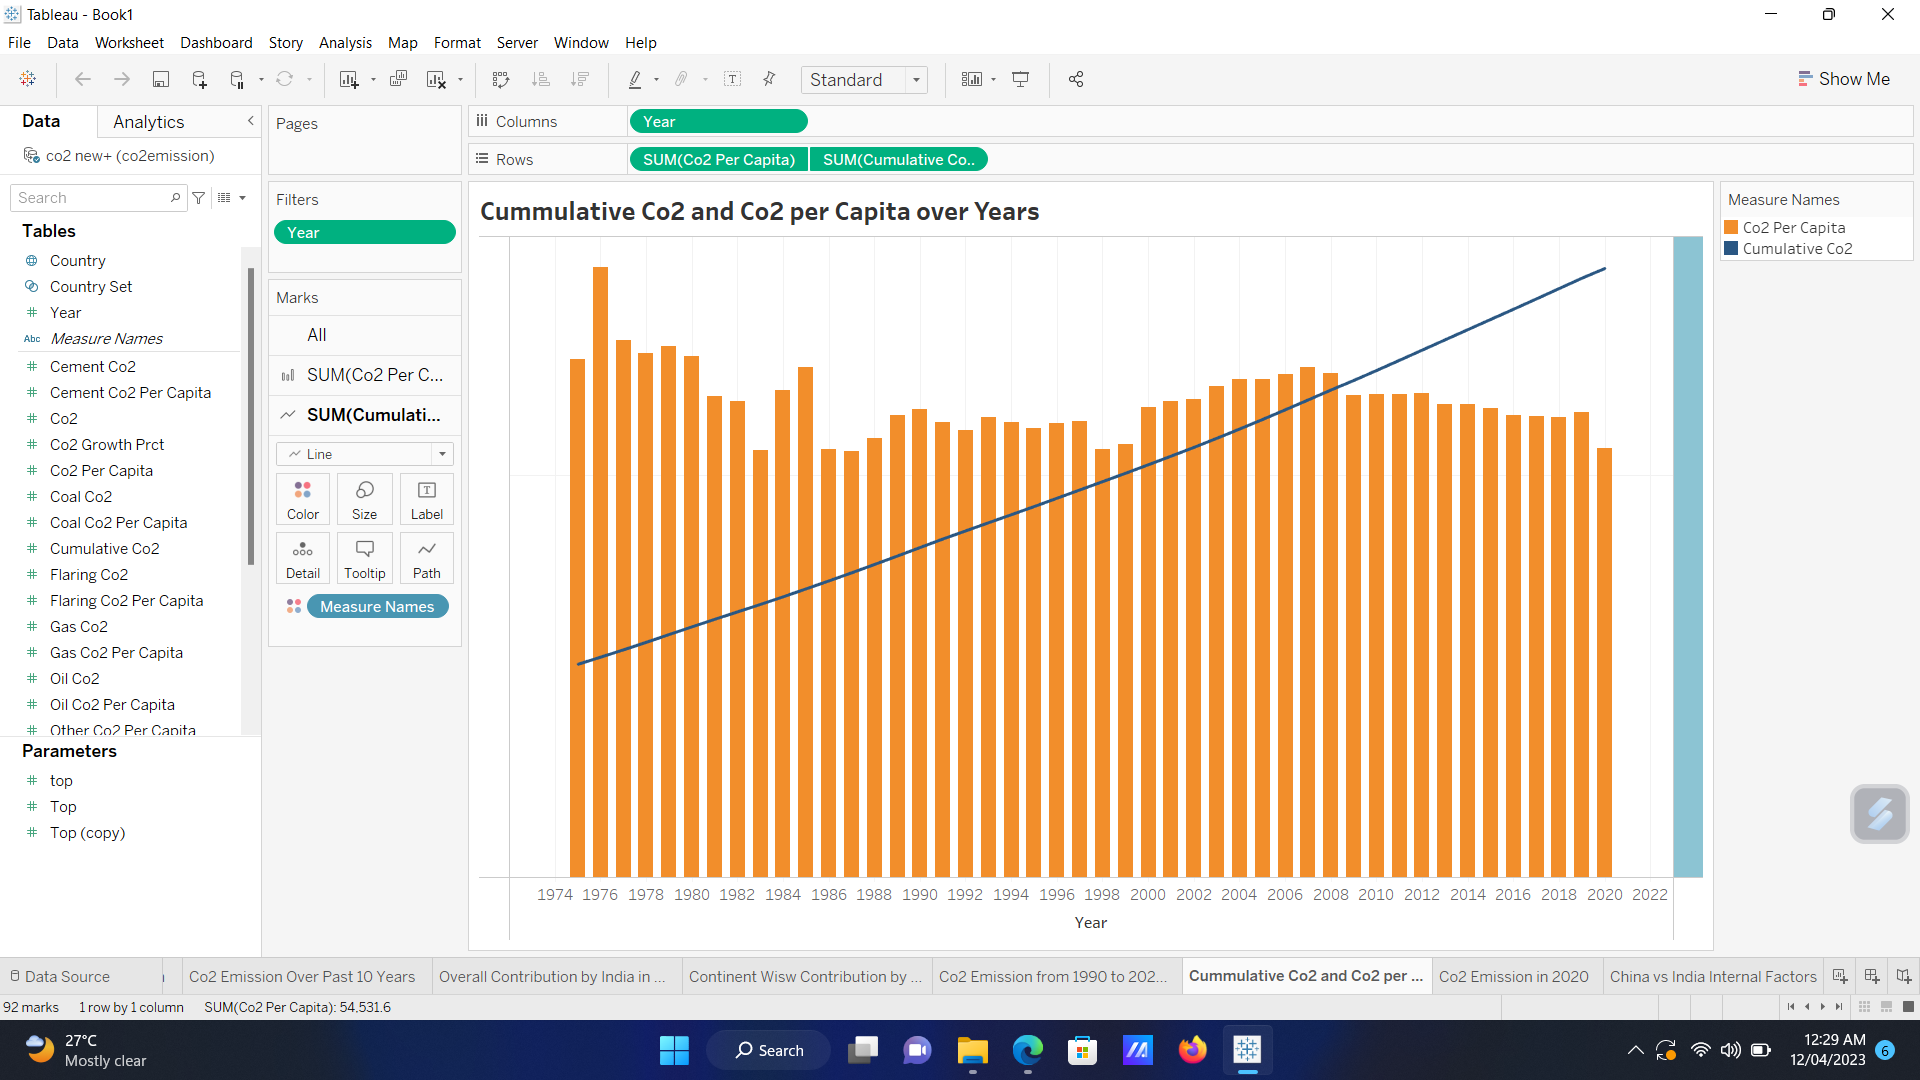 Tableau - Book1
File Data Worksheet Dashboard Story Analysis Map Format Server Window Help
Standard
Show Me
Data
Analytics
co2 new+ (co2emission)
Search
Tables
Country
Country Set
Year
Abc Measure Names
Cement Co2
Cement Co2 Per Capita
Co2
Co2 Growth Prct
Co2 Per Capita
Coal Co2
Coal Co2 Per Capita
Cumulative Co2
Flaring Co2
Flaring Co2 Per Capita
Gas Co2
Gas Co2 Per Capita
Oil Co2
Oil Co2 Per Capita
Other Co2 Per Capita
Parameters
top
Top
Top (copy)
Pages
Filters
Year
Marks
All
SUM(Co2 Per C...
SUM(Cumulati...
Line
Color Size Label
Detail Tooltip Path
Measure Names
Columns Year
Rows SUM(Co2 Per Capita) SUM(Cumulative Co..
Cummulative Co2 and Co2 per Capita over Years
1974 1976 1978 1980 1982 1984 1986 1988 1990 1992 1994 1996 1998 2000 2002 2004 2006 2008 2010 2012 2014 2016 2018 2020 2022
Year
Measure Names
Co2 Per Capita
Cumulative Co2
Data Source Co2 Emission Over Past 10 Years Overall Contribution by India in ... Continent Wisw Contribution by ... Co2 Emission from 1990 to 202... Cummulative Co2 and Co2 per ... Co2 Emission in 2020 China vs India Internal Factors
92 marks 1 row by 1 column SUM(Co2 Per Capita): 54,531.6
27°C
Mostly clear
Search
12:29 AM
12/04/2023
6